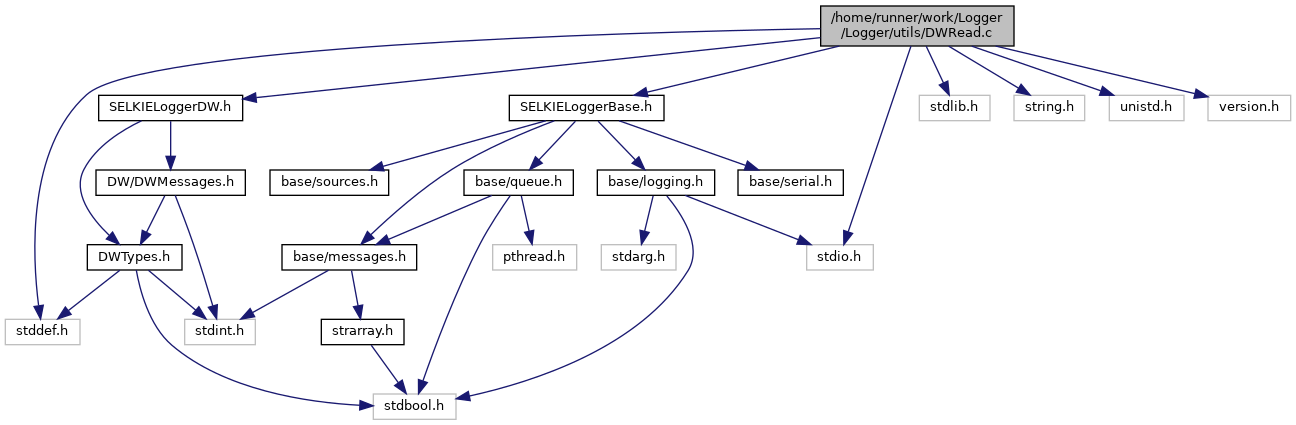 /home/runner/work/Logger
/Logger/utils/DWRead.c
SELKIELoggerDW.h
SELKIELoggerBase.h
stdlib.h
string.h
unistd.h
version.h
DW/DWMessages.h
base/sources.h
base/queue.h
base/logging.h
base/serial.h
DWTypes.h
base/messages.h
pthread.h
stdarg.h
stdio.h
stddef.h
stdint.h
strarray.h
stdbool.h